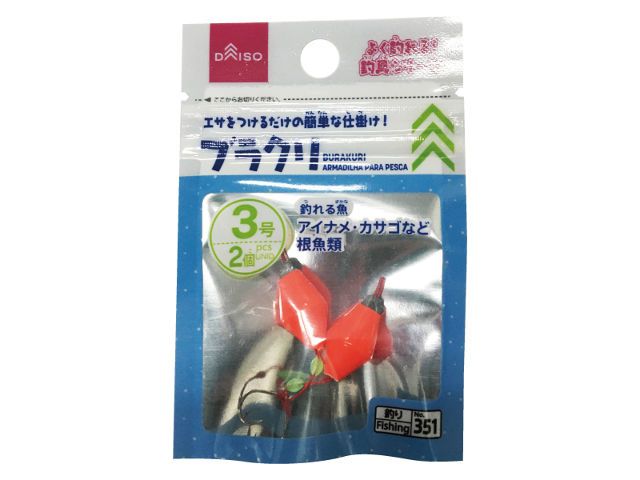 DAISO
よく釣れる!
釣具シリーズ
ここからお切りください。
エサをつけるだけの簡単な仕掛け!
ブラクリ
BURAKURI
ARMADILHA PARA PESCA
3号
2個
pcs
UNID
釣れる魚
アイナメ・カサゴなど
根魚類
釣り
Fishing
No.
351